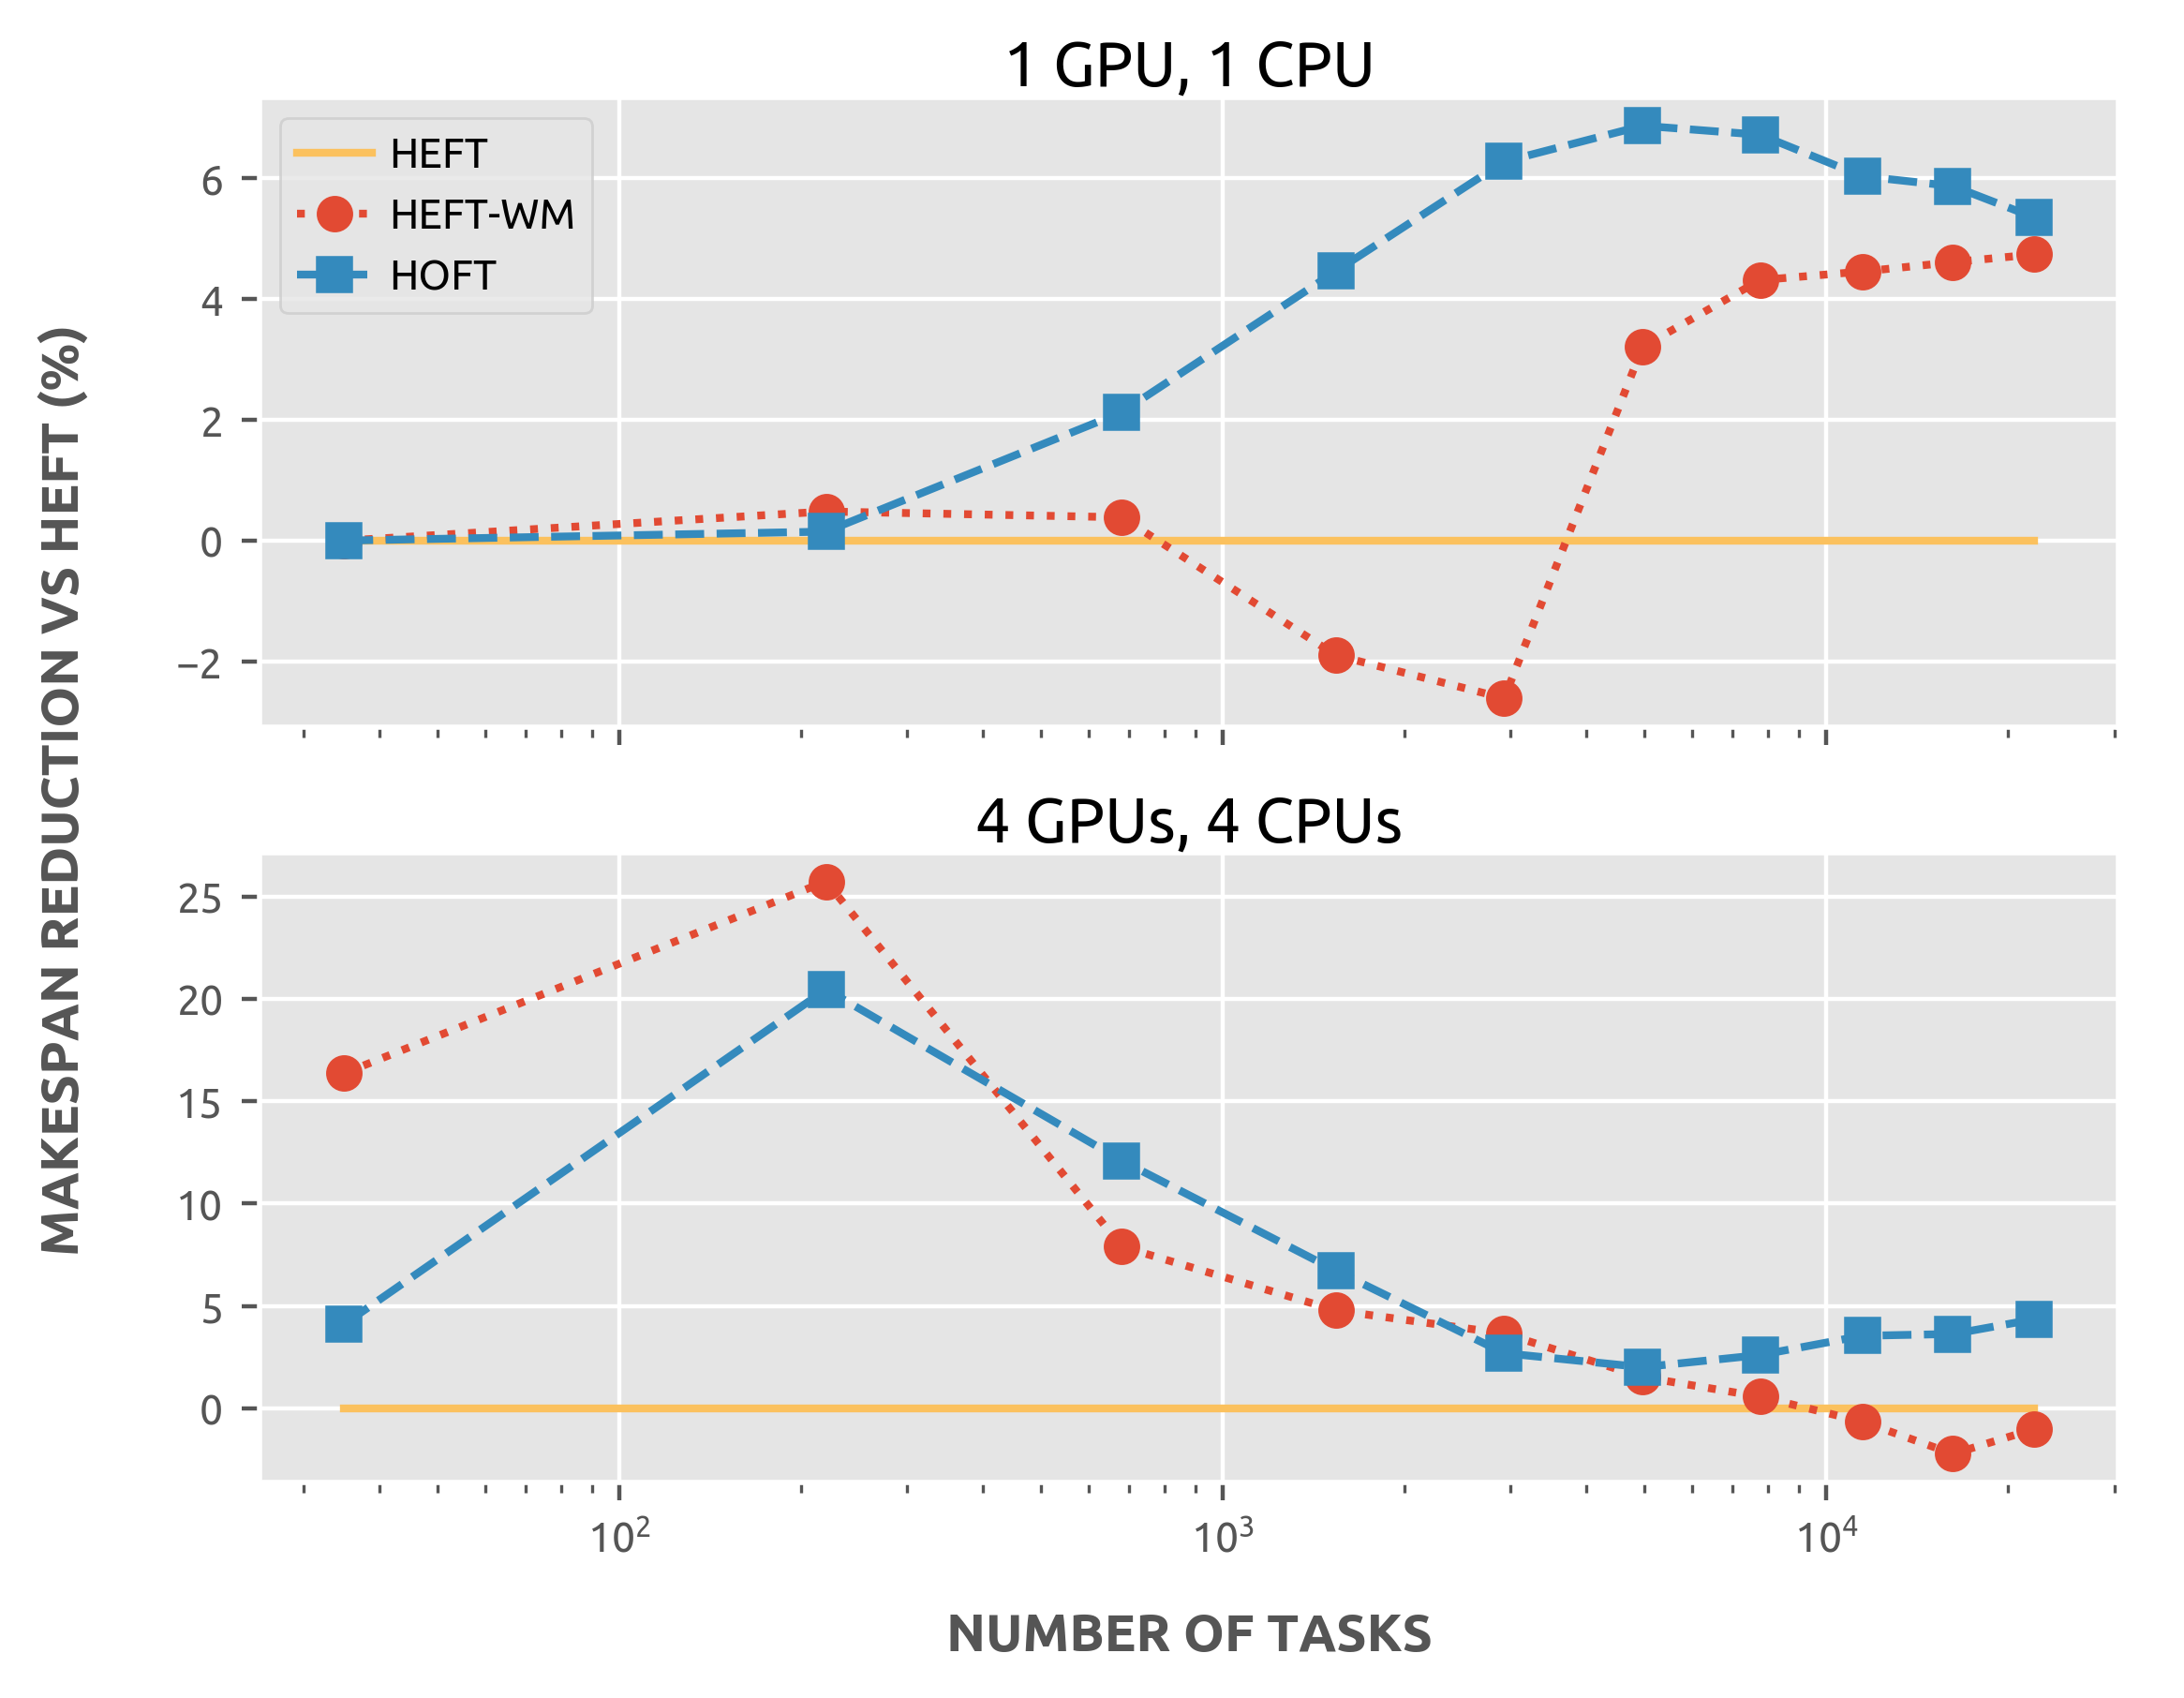 1 GPU, 1 CPU
HEFT
HEFT-WM
HOFT
6
4
2
0
−2
MAKESPAN REDUCTION VS HEFT (%)
4 GPUs, 4 CPUs
25
20
15
10
5
0
10²
10³
10⁴
NUMBER OF TASKS